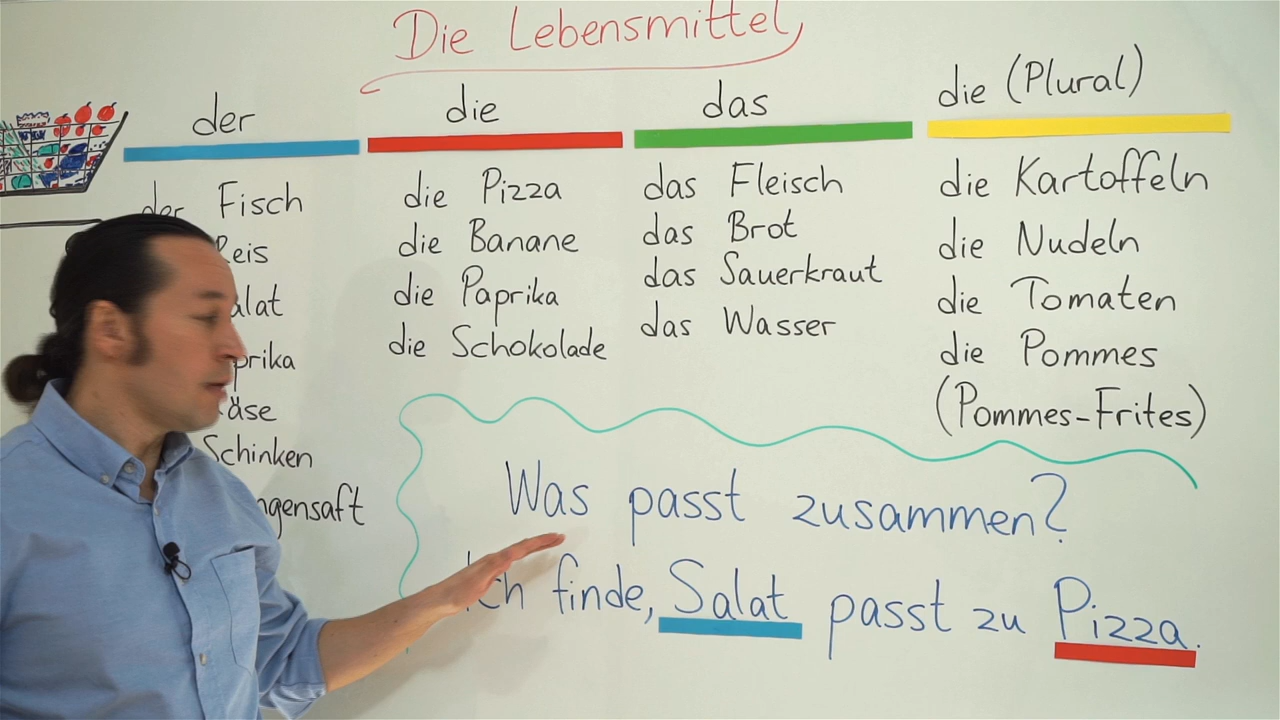 Die Lebensmittel
der
der Fisch
die
die Pizza
die Banane
die Paprika
die Schokolade
das
das Fleisch
das Brot
das Sauerkraut
das Wasser
die (Plural)
die Kartoffeln
die Nudeln
die Tomaten
die Pommes
(Pommes-Frites)
Schinken
Was passt zusammen?
Ich finde, Salat passt zu Pizza.